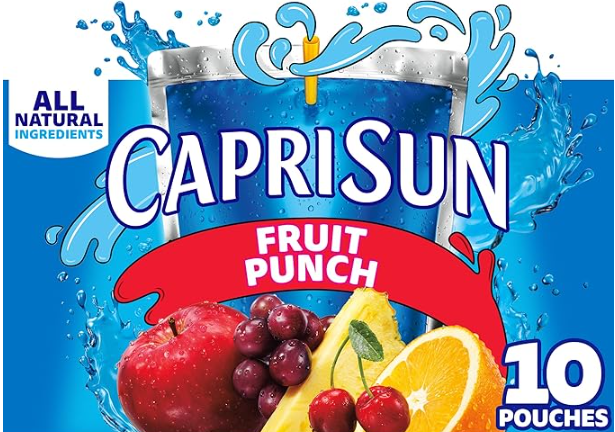 ALL
NATURAL
INGREDIENTS
CAPRISUN
FRUIT
PUNCH
10
POUCHES